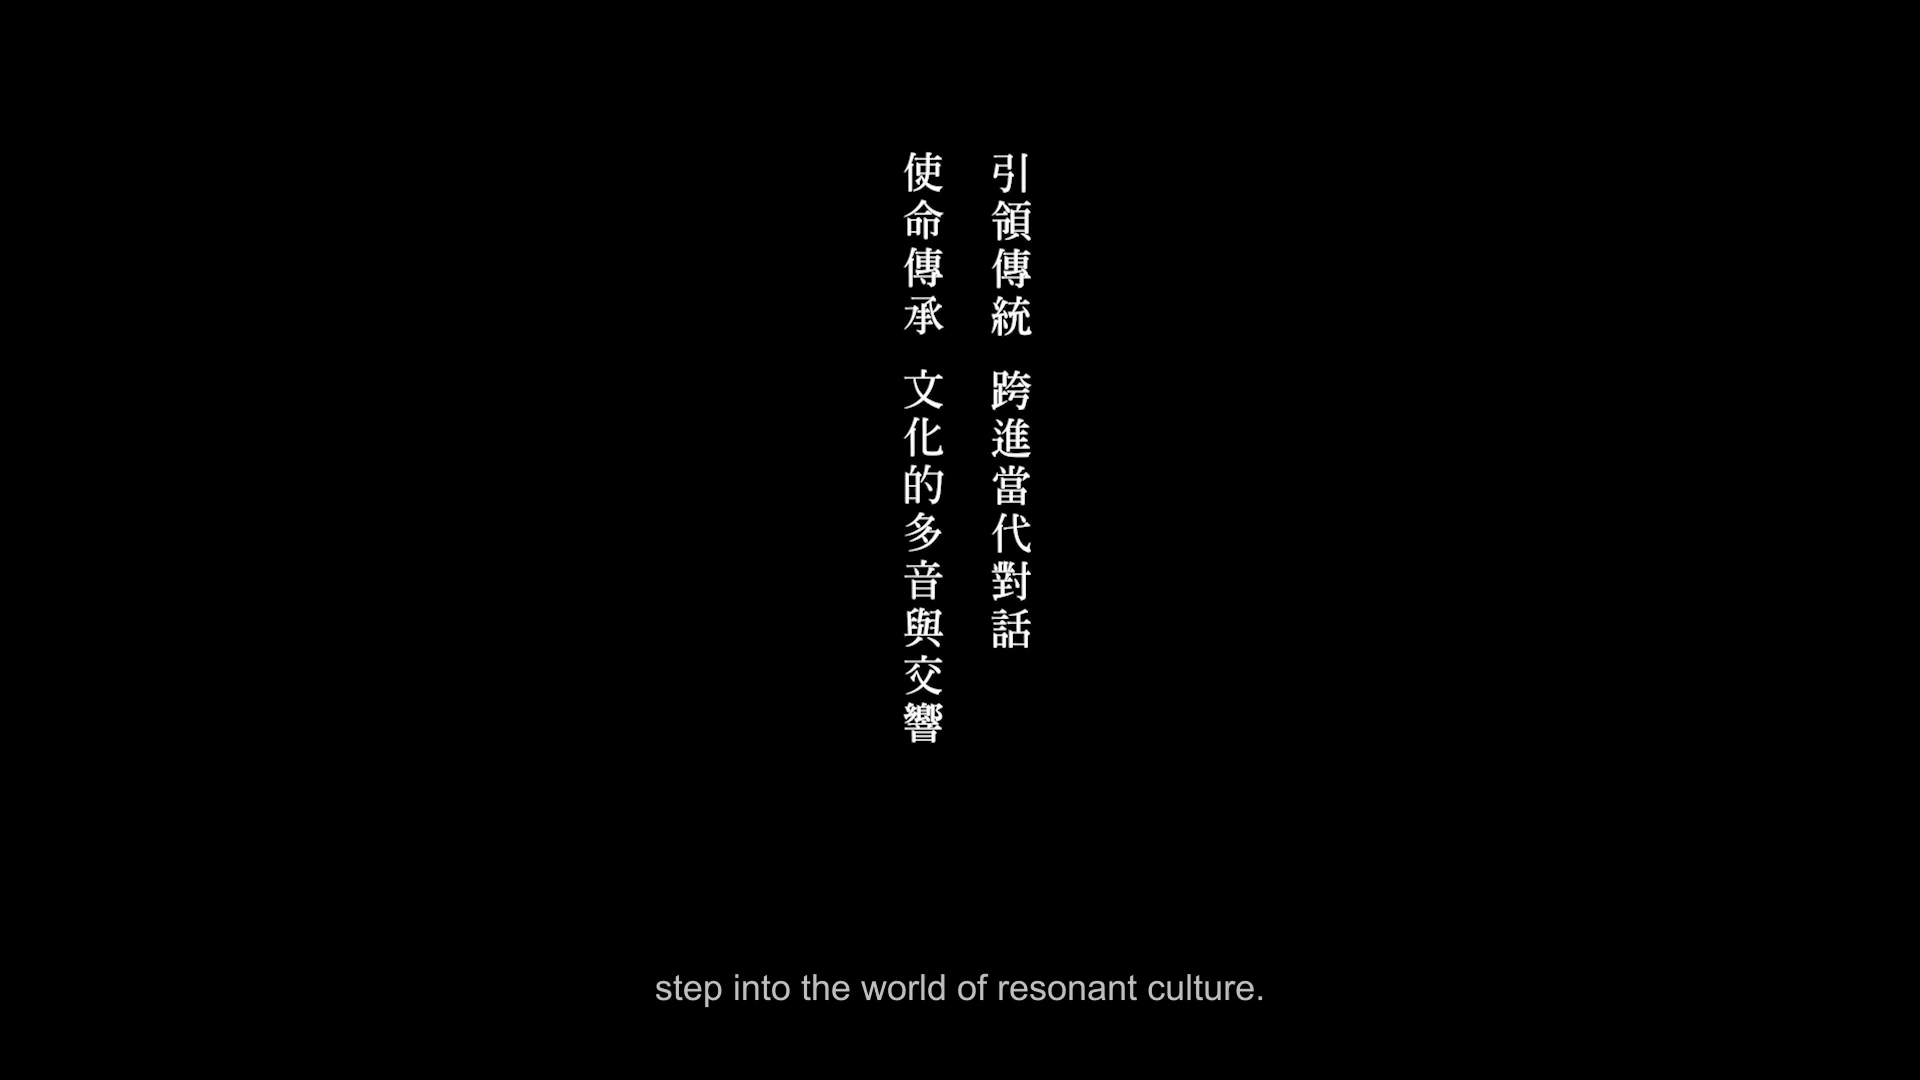 引領傳統 跨進當代對話
使命傳承 文化的多音與交響
step into the world of resonant culture.